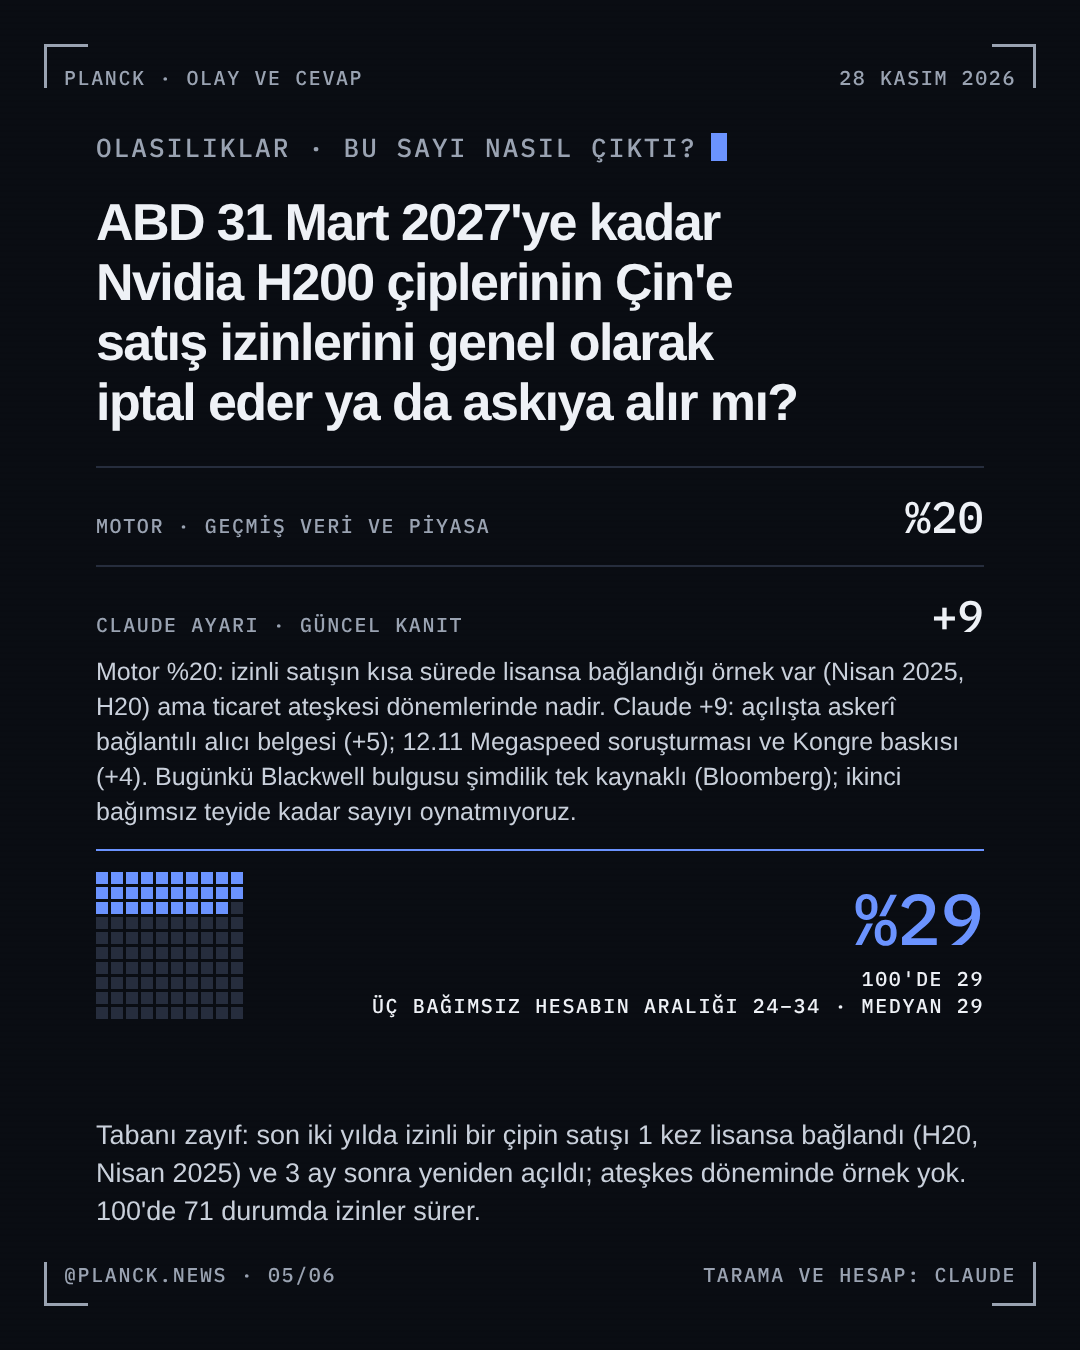 PLANCK · OLAY VE CEVAP
28 KASIM 2026
OLASILIKLAR · BU SAYI NASIL ÇIKTI?
ABD 31 Mart 2027'ye kadar
Nvidia H200 çiplerinin Çin'e
satış izinlerini genel olarak
iptal eder ya da askıya alır mı?
MOTOR · GEÇMİŞ VERİ VE PİYASA
%20
CLAUDE AYARI · GÜNCEL KANIT
+9
Motor %20: izinli satışın kısa sürede lisansa bağlandığı örnek var (Nisan 2025,
H20) ama ticaret ateşkesi dönemlerinde nadir. Claude +9: açılışta askerî
bağlantılı alıcı belgesi (+5); 12.11 Megaspeed soruşturması ve Kongre baskısı
(+4). Bugünkü Blackwell bulgusu şimdilik tek kaynaklı (Bloomberg); ikinci
bağımsız teyide kadar sayıyı oynatmıyoruz.
%29
100'DE 29
ÜÇ BAĞIMSIZ HESABIN ARALIĞI 24–34 · MEDYAN 29
Tabanı zayıf: son iki yılda izinli bir çipin satışı 1 kez lisansa bağlandı (H20,
Nisan 2025) ve 3 ay sonra yeniden açıldı; ateşkes döneminde örnek yok.
100'de 71 durumda izinler sürer.
@PLANCK.NEWS · 05/06
TARAMA VE HESAP: CLAUDE